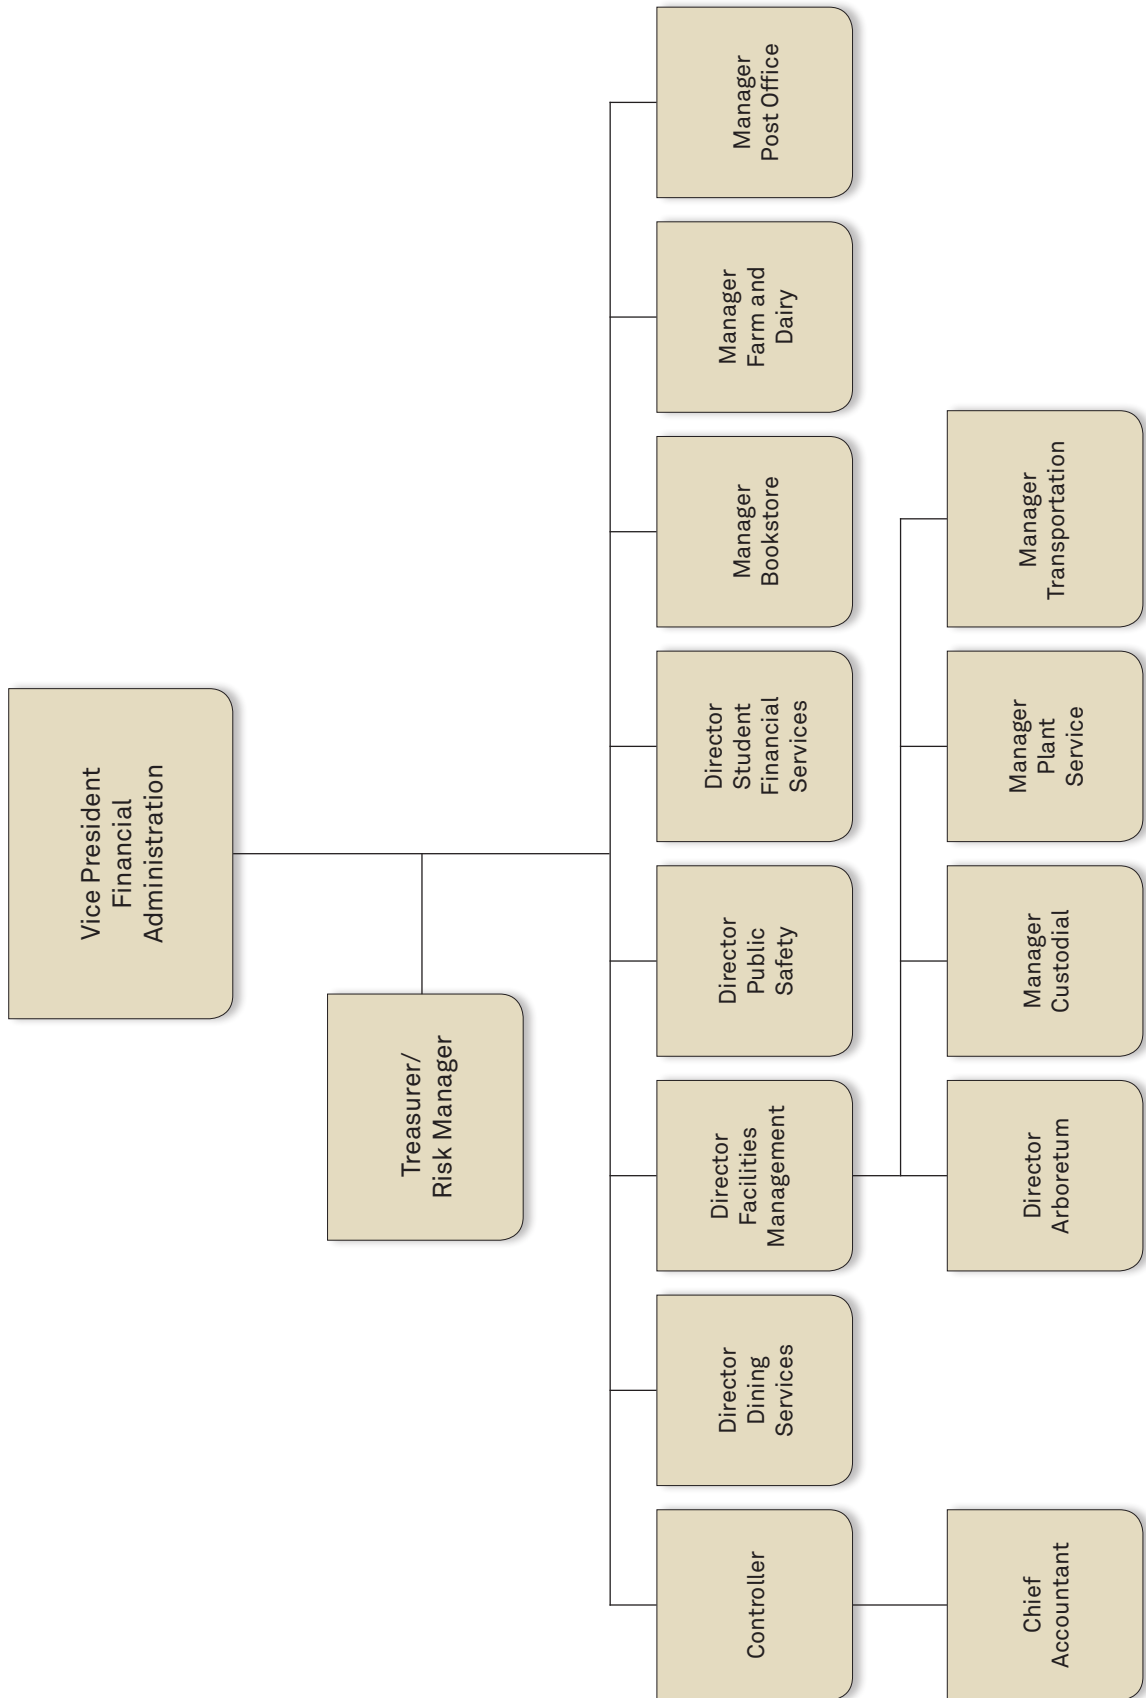 Vice President
Financial
Administration
Treasurer/
Risk Manager
Controller
Director
Dining
Services
Director
Facilities
Management
Director
Public
Safety
Director
Student
Financial
Services
Manager
Bookstore
Manager
Farm and
Dairy
Manager
Post Office
Chief
Accountant
Director
Arboretum
Manager
Custodial
Manager
Plant
Service
Manager
Transportation